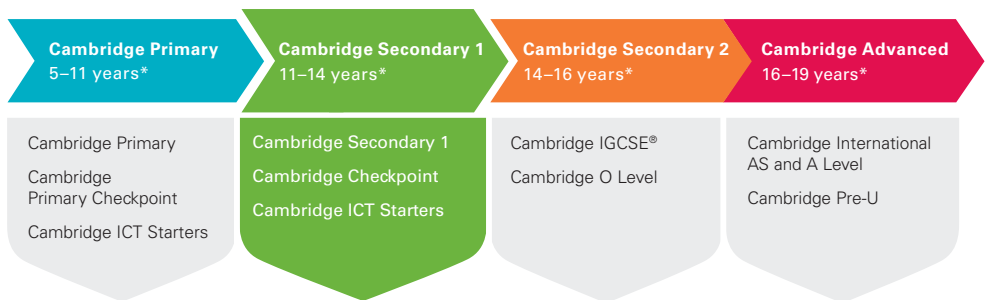 Cambridge Primary
5–11 years*
Cambridge Secondary 1
11–14 years*
Cambridge Secondary 2
14–16 years*
Cambridge Advanced
16–19 years*
Cambridge Primary
Cambridge
Primary Checkpoint
Cambridge ICT Starters
Cambridge Secondary 1
Cambridge Checkpoint
Cambridge ICT Starters
Cambridge IGCSE®
Cambridge O Level
Cambridge International
AS and A Level
Cambridge Pre-U